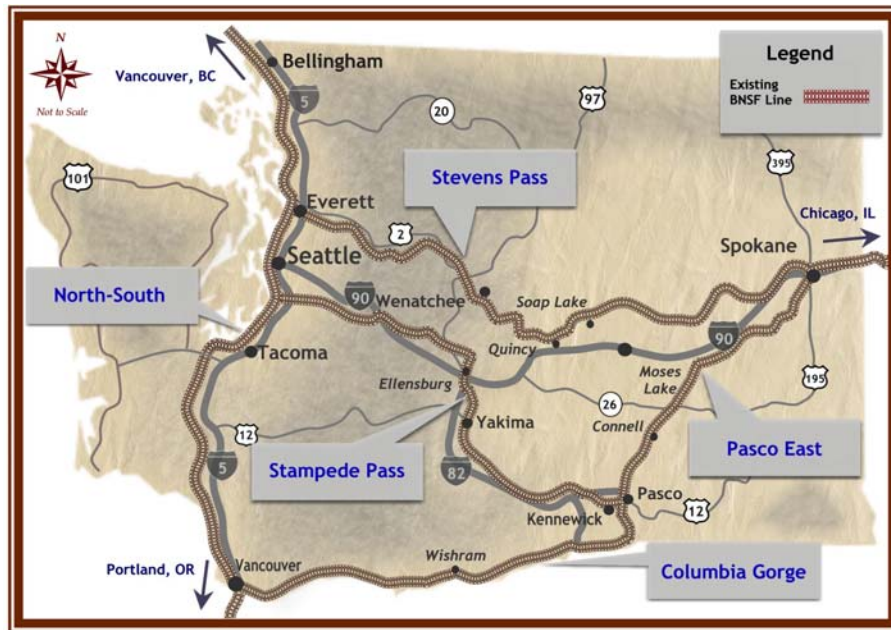 N
Not to Scale
Vancouver, BC
Bellingham
5
20
97
Legend
Existing
BNSF Line
101
395
Stevens Pass
Everett
2
Chicago, IL
Seattle
Spokane
North-South
90
Wenatchee
Soap Lake
90
Tacoma
Quincy
Ellensburg
Moses
Lake
195
26
12
Yakima
Connell
Pasco East
Stampede Pass
5
82
Pasco
Kennewick
12
Wishram
Portland, OR
Vancouver
Columbia Gorge